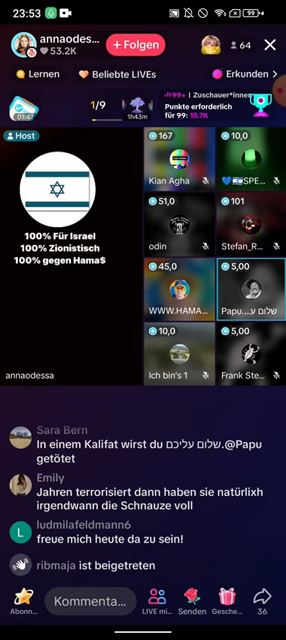 23:53
89%
annaodes...
53.2K
+ Folgen
64
Lernen
Beliebte LIVEs
Erkunden
01:47
1/9
1h43m
99+ | Zuschauer*innen
Punkte erforderlich
für 99: 15.7K
Host
100% Für Israel
100% Zionistisch
100% gegen Hama$
annaodessa
167
Kian Agha
10,0
SPE...
51,0
odin
101
Stefan_R...
45,0
WWW.HAMA...
5,00
Papu....שלום ע
10,0
Ich bin's 1
5,00
Frank Ste...
Sara Bern
In einem Kalifat wirst du שלום עליכם.@Papu
getötet
Emily
Jahren terrorisiert dann haben sie natürlixh
irgendwann die Schnauze voll
L
ludmilafeldmann6
freue mich heute da zu sein!
ribmaja ist beigetreten
Abonn...
Kommenta...
LIVE mi...
Senden
Gesche...
36